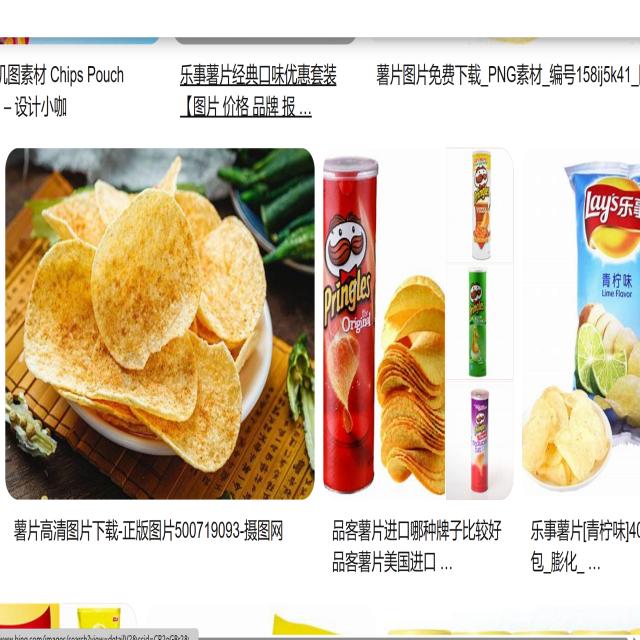 几图素材 Chips Pouch
– 设计小咖
乐事薯片经典口味优惠套装
【图片 价格 品牌 报 ...
薯片图片免费下载_PNG素材_编号158ij5k41_
Pringles
Original
Lay's乐事
青柠味
Lime Flavor
薯片高清图片下载-正版图片500719093-摄图网
品客薯片进口哪种牌子比较好
品客薯片美国进口 ...
乐事薯片[青柠味]40
包_膨化_ ...